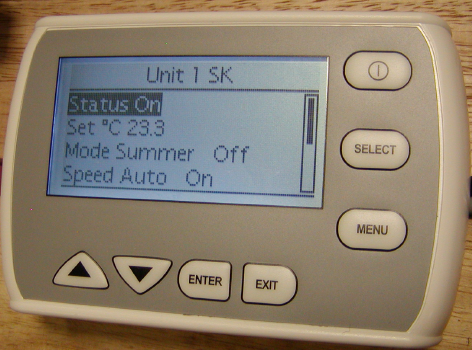 Unit 1 SK
Status On
Set °C 23.3
Mode Summer Off
Speed Auto On
SELECT
MENU
ENTER
EXIT